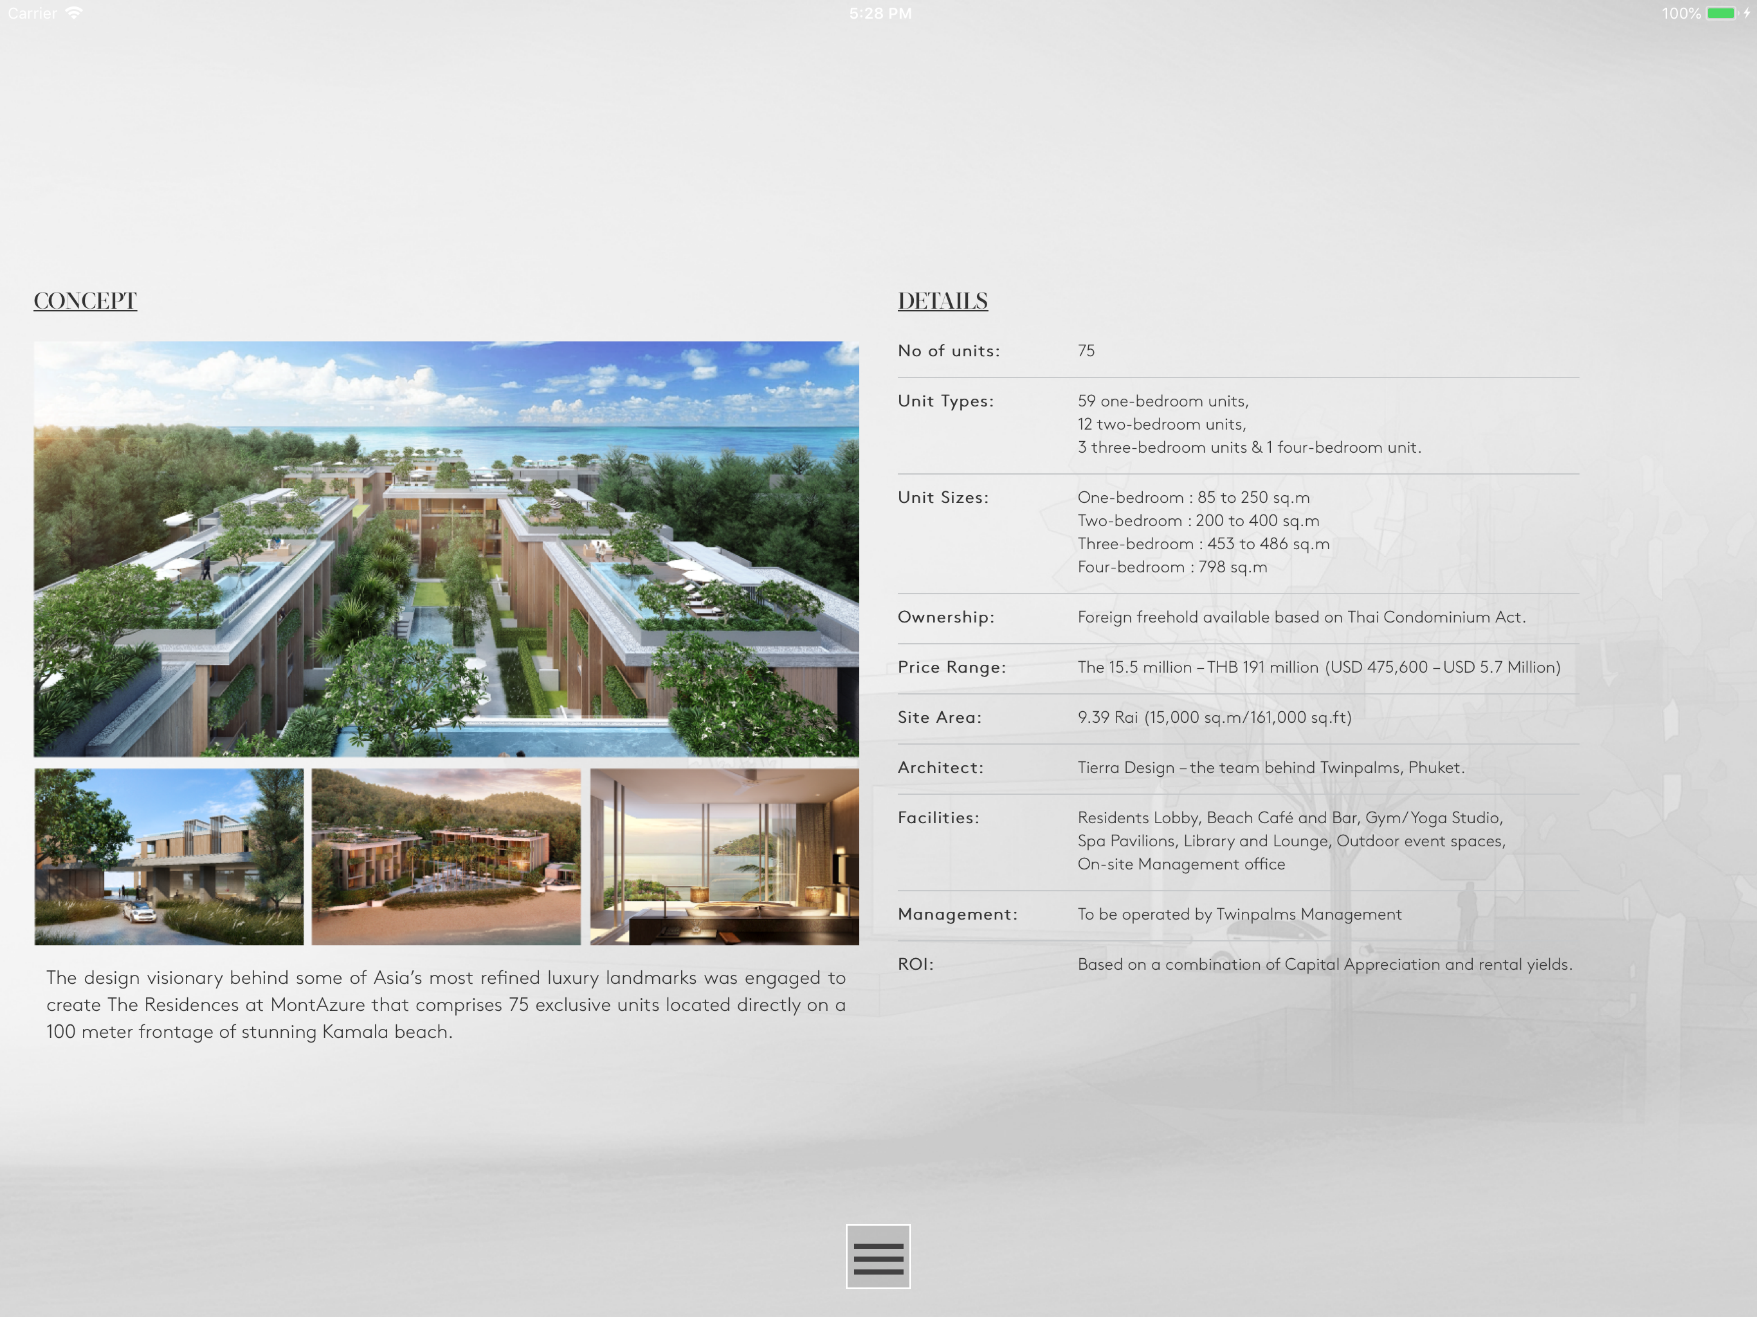 Carrier
5:28 PM
100%
CONCEPT
The design visionary behind some of Asia's most refined luxury landmarks was engaged to
create The Residences at MontAzure that comprises 75 exclusive units located directly on a
100 meter frontage of stunning Kamala beach.
DETAILS
No of units: 75
Unit Types: 59 one-bedroom units,
12 two-bedroom units,
3 three-bedroom units & 1 four-bedroom unit.
Unit Sizes: One-bedroom : 85 to 250 sq.m
Two-bedroom : 200 to 400 sq.m
Three-bedroom : 453 to 486 sq.m
Four-bedroom : 798 sq.m
Ownership: Foreign freehold available based on Thai Condominium Act.
Price Range: The 15.5 million – THB 191 million (USD 475,600 – USD 5.7 Million)
Site Area: 9.39 Rai (15,000 sq.m/161,000 sq.ft)
Architect: Tierra Design – the team behind Twinpalms, Phuket.
Facilities: Residents Lobby, Beach Café and Bar, Gym/Yoga Studio,
Spa Pavilions, Library and Lounge, Outdoor event spaces,
On-site Management office
Management: To be operated by Twinpalms Management
ROI: Based on a combination of Capital Appreciation and rental yields.